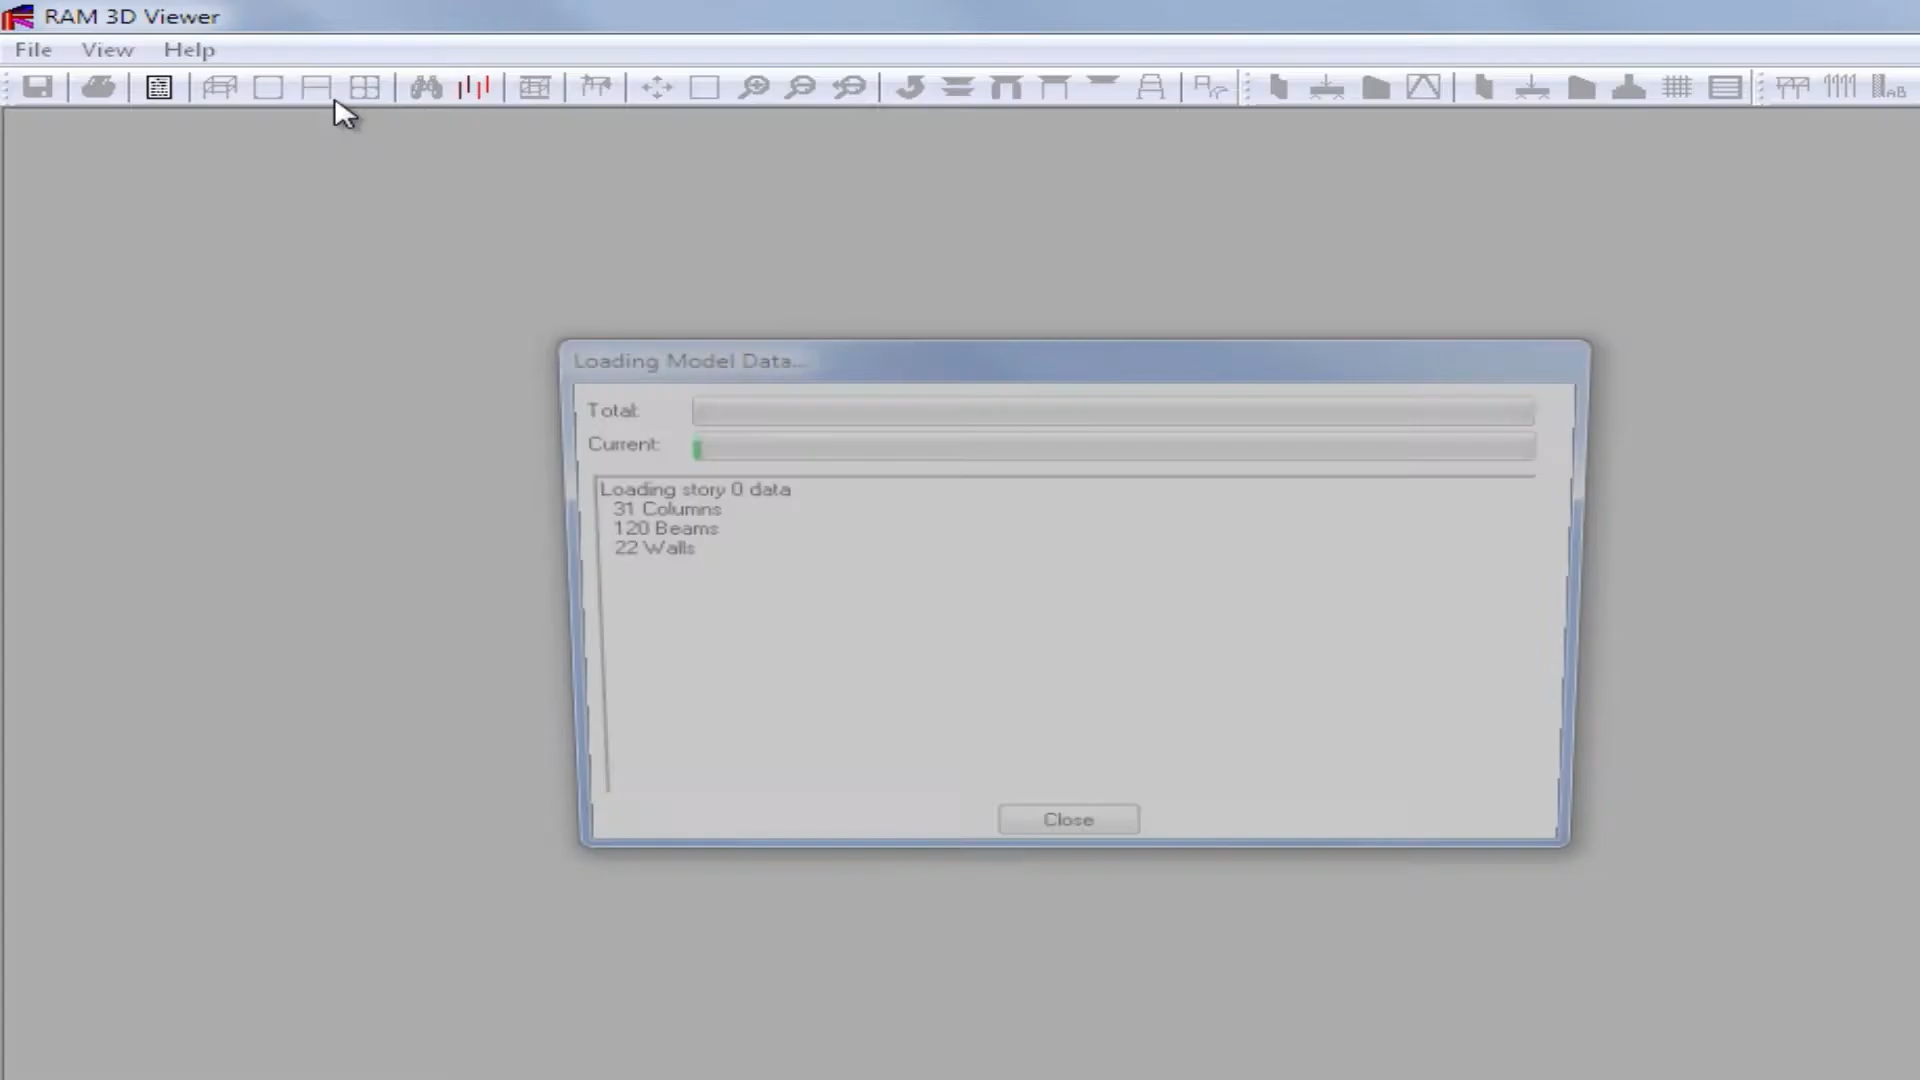 RAM 3D Viewer
File View Help
AB
Loading Model Data...
Total:
Current:
Loading story 0 data
31 Columns
120 Beams
22 Walls
Close